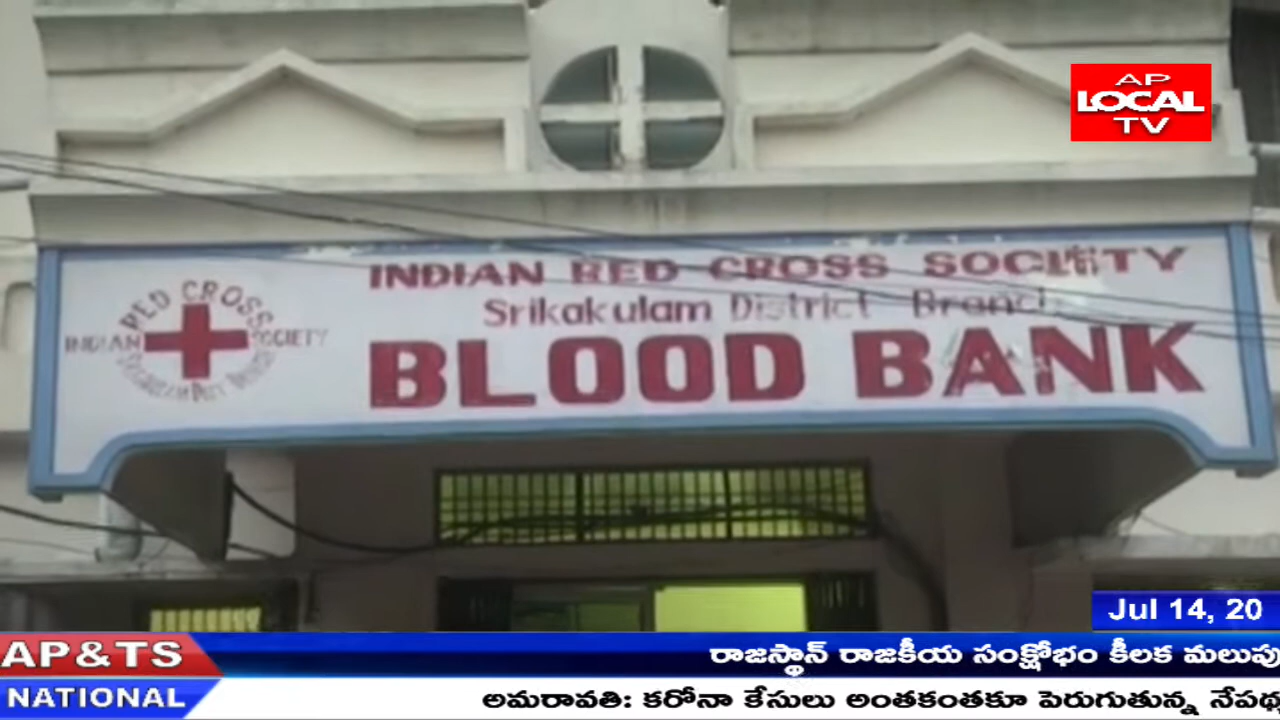 AP
LOCAL
TV
INDIAN RED CROSS SOCIETY
Srikakulam District Branch
BLOOD BANK
RED CROSS
INDIAN SOCIETY
Jul 14, 20
AP&TS
రాజస్థాన్ రాజకీయ సంక్షోభం కీలక మలుపు
NATIONAL
అమరావతి: కరోనా కేసులు అంతకంతకూ పెరుగుతున్న నేపథ్య